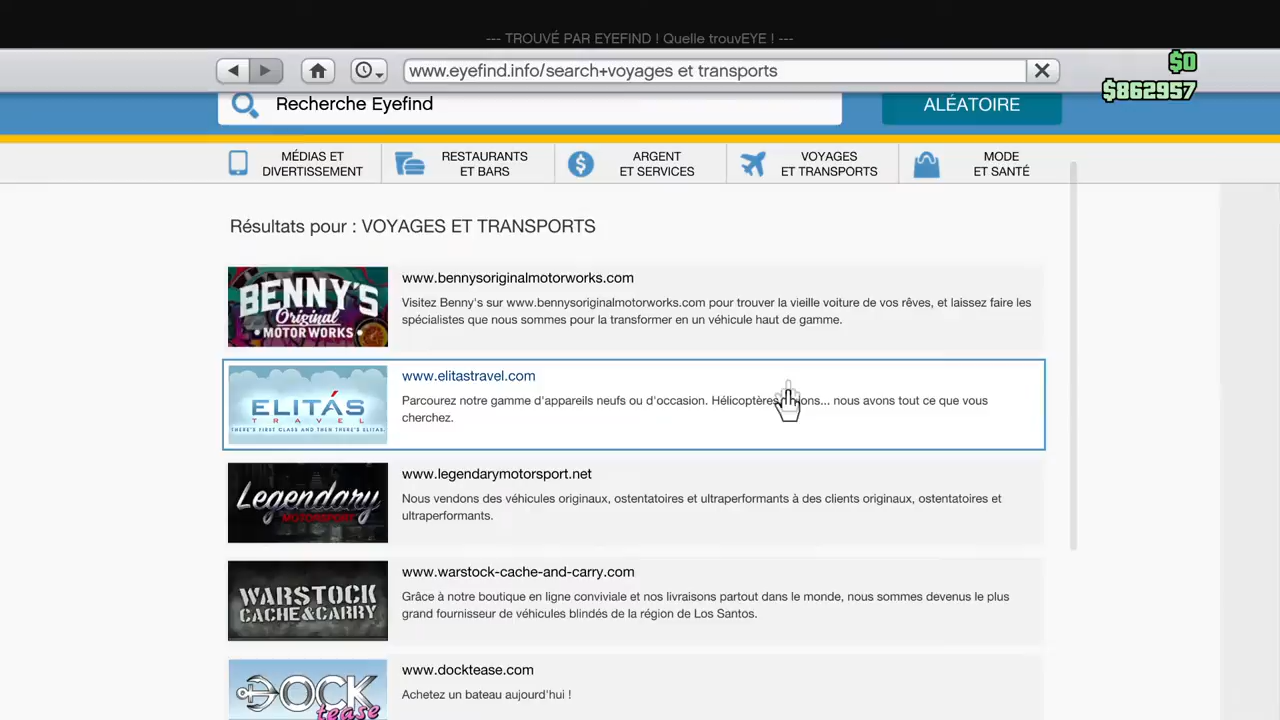 --- TROUVÉ PAR EYEFIND ! Quelle trouvEYE ! ---
www.eyefind.info/search+voyages et transports
$0
$862957
Recherche Eyefind
ALÉATOIRE
MÉDIAS ET
DIVERTISSEMENT
RESTAURANTS
ET BARS
ARGENT
ET SERVICES
VOYAGES
ET TRANSPORTS
MODE
ET SANTÉ
Résultats pour : VOYAGES ET TRANSPORTS
BENNY'S
Original
MOTOR WORKS
www.bennysoriginalmotorworks.com
Visitez Benny's sur www.bennysoriginalmotorworks.com pour trouver la vieille voiture de vos rêves, et laissez faire les
spécialistes que nous sommes pour la transformer en un véhicule haut de gamme.
ELITÁS
TRAVEL
THERE'S FIRST CLASS AND THEN THERE'S ELITAS.
www.elitastravel.com
Parcourez notre gamme d'appareils neufs ou d'occasion. Hélicoptères ... nous avons tout ce que vous
cherchez.
Legendary
MOTORSPORT
www.legendarymotorsport.net
Nous vendons des véhicules originaux, ostentatoires et ultraperformants à des clients originaux, ostentatoires et
ultraperformants.
WARSTOCK
CACHE&CARRY
www.warstock-cache-and-carry.com
Grâce à notre boutique en ligne conviviale et nos livraisons partout dans le monde, nous sommes devenus le plus
grand fournisseur de véhicules blindés de la région de Los Santos.
DOCK
tease
www.docktease.com
Achetez un bateau aujourd'hui !